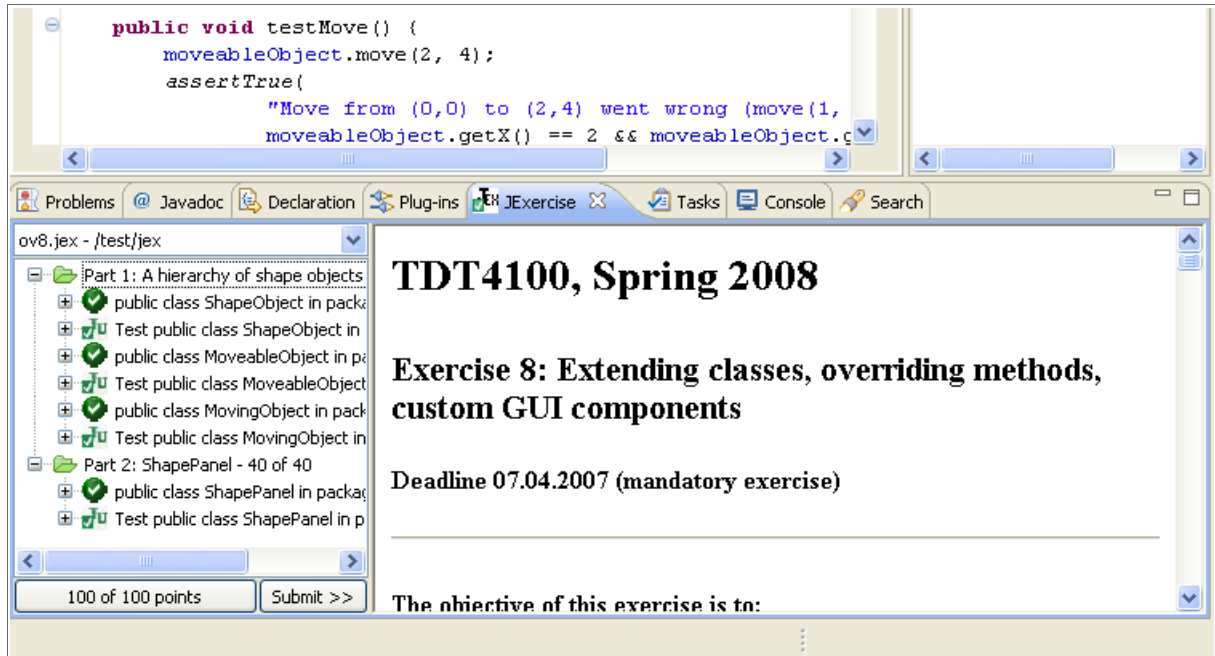 public void testMove() {
moveableObject.move(2, 4);
assertTrue(
"Move from (0,0) to (2,4) went wrong (move(1,
moveableObject.getX() == 2 && moveableObject.g
Problems @ Javadoc Declaration Plug-ins JExercise Tasks Console Search
ov8.jex - /test/jex
Part 1: A hierarchy of shape objects
public class ShapeObject in packa
Test public class ShapeObject in
public class MoveableObject in pa
Test public class MoveableObject
public class MovingObject in pack
Test public class MovingObject in
Part 2: ShapePanel - 40 of 40
public class ShapePanel in packag
Test public class ShapePanel in p
100 of 100 points Submit >>
TDT4100, Spring 2008
Exercise 8: Extending classes, overriding methods,
custom GUI components
Deadline 07.04.2007 (mandatory exercise)
The objective of this exercise is to: